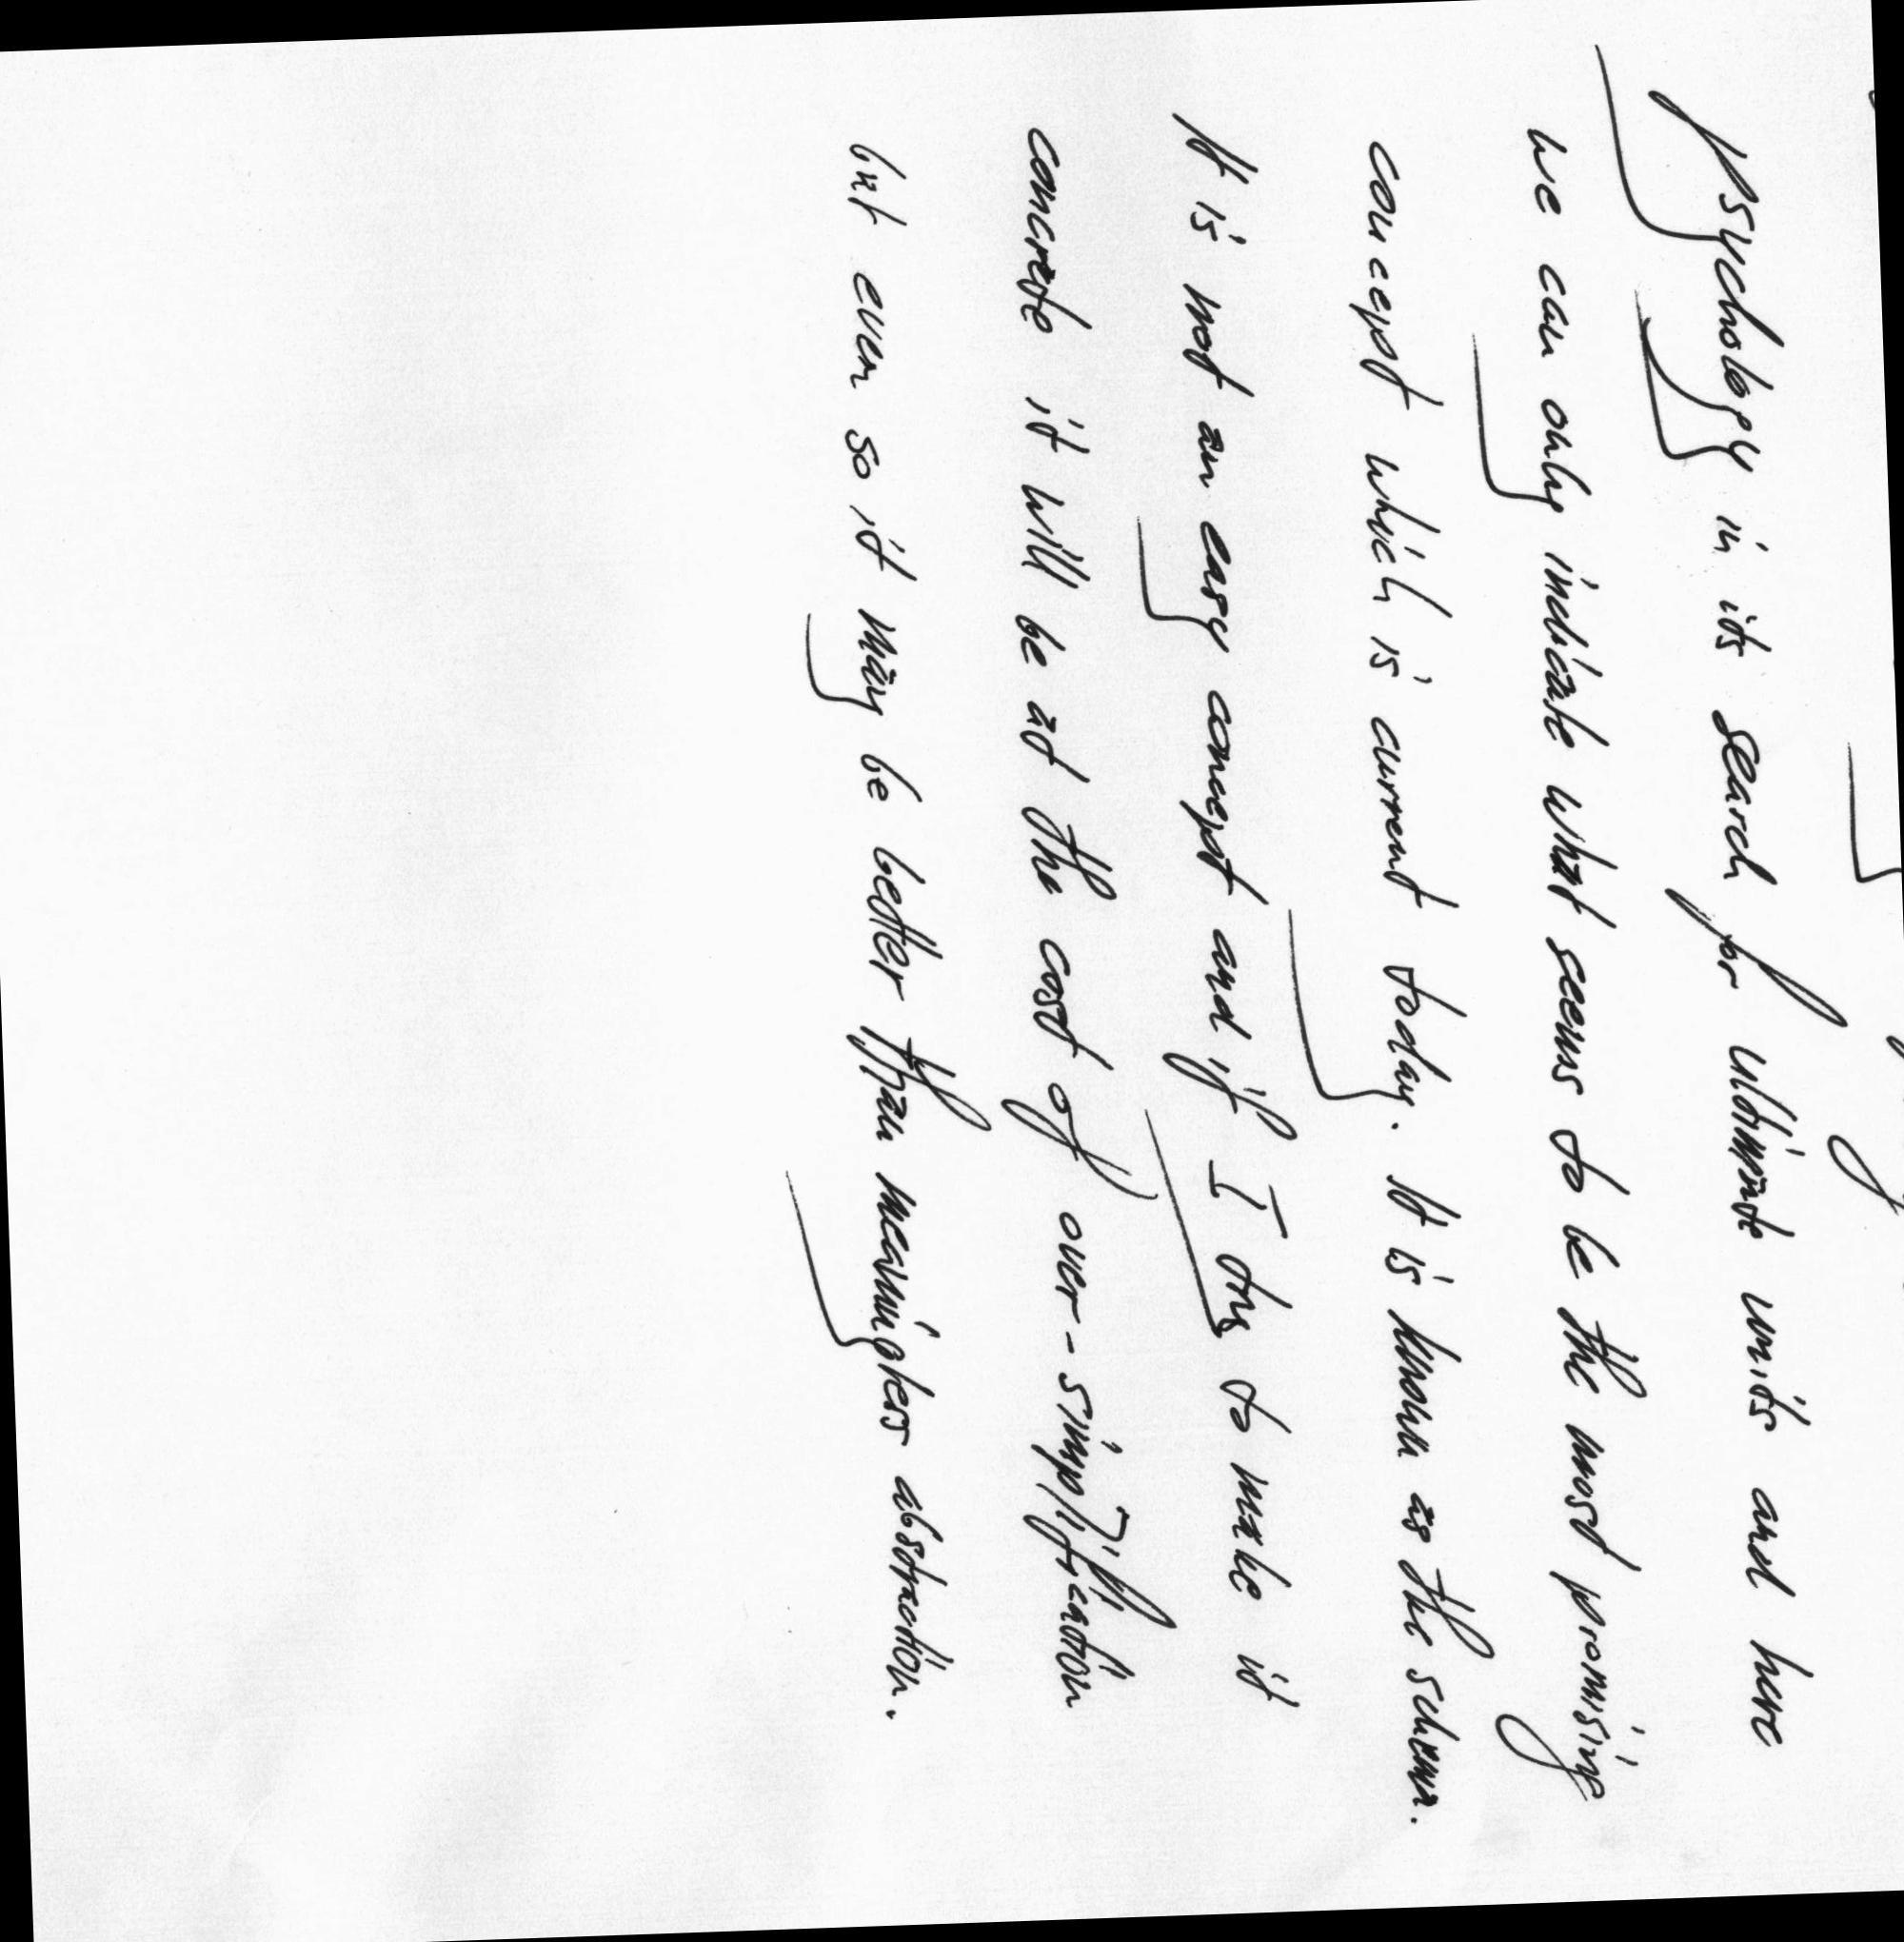 psychology in its search for ultimate units and here
we can only indicate what seems to be the most promising
concept which is current today. It is known as the schema.
It is not an easy concept and if I try to make it
concrete it will be at the cost of over-simplification
but even so it may be better than meaningless abstraction.